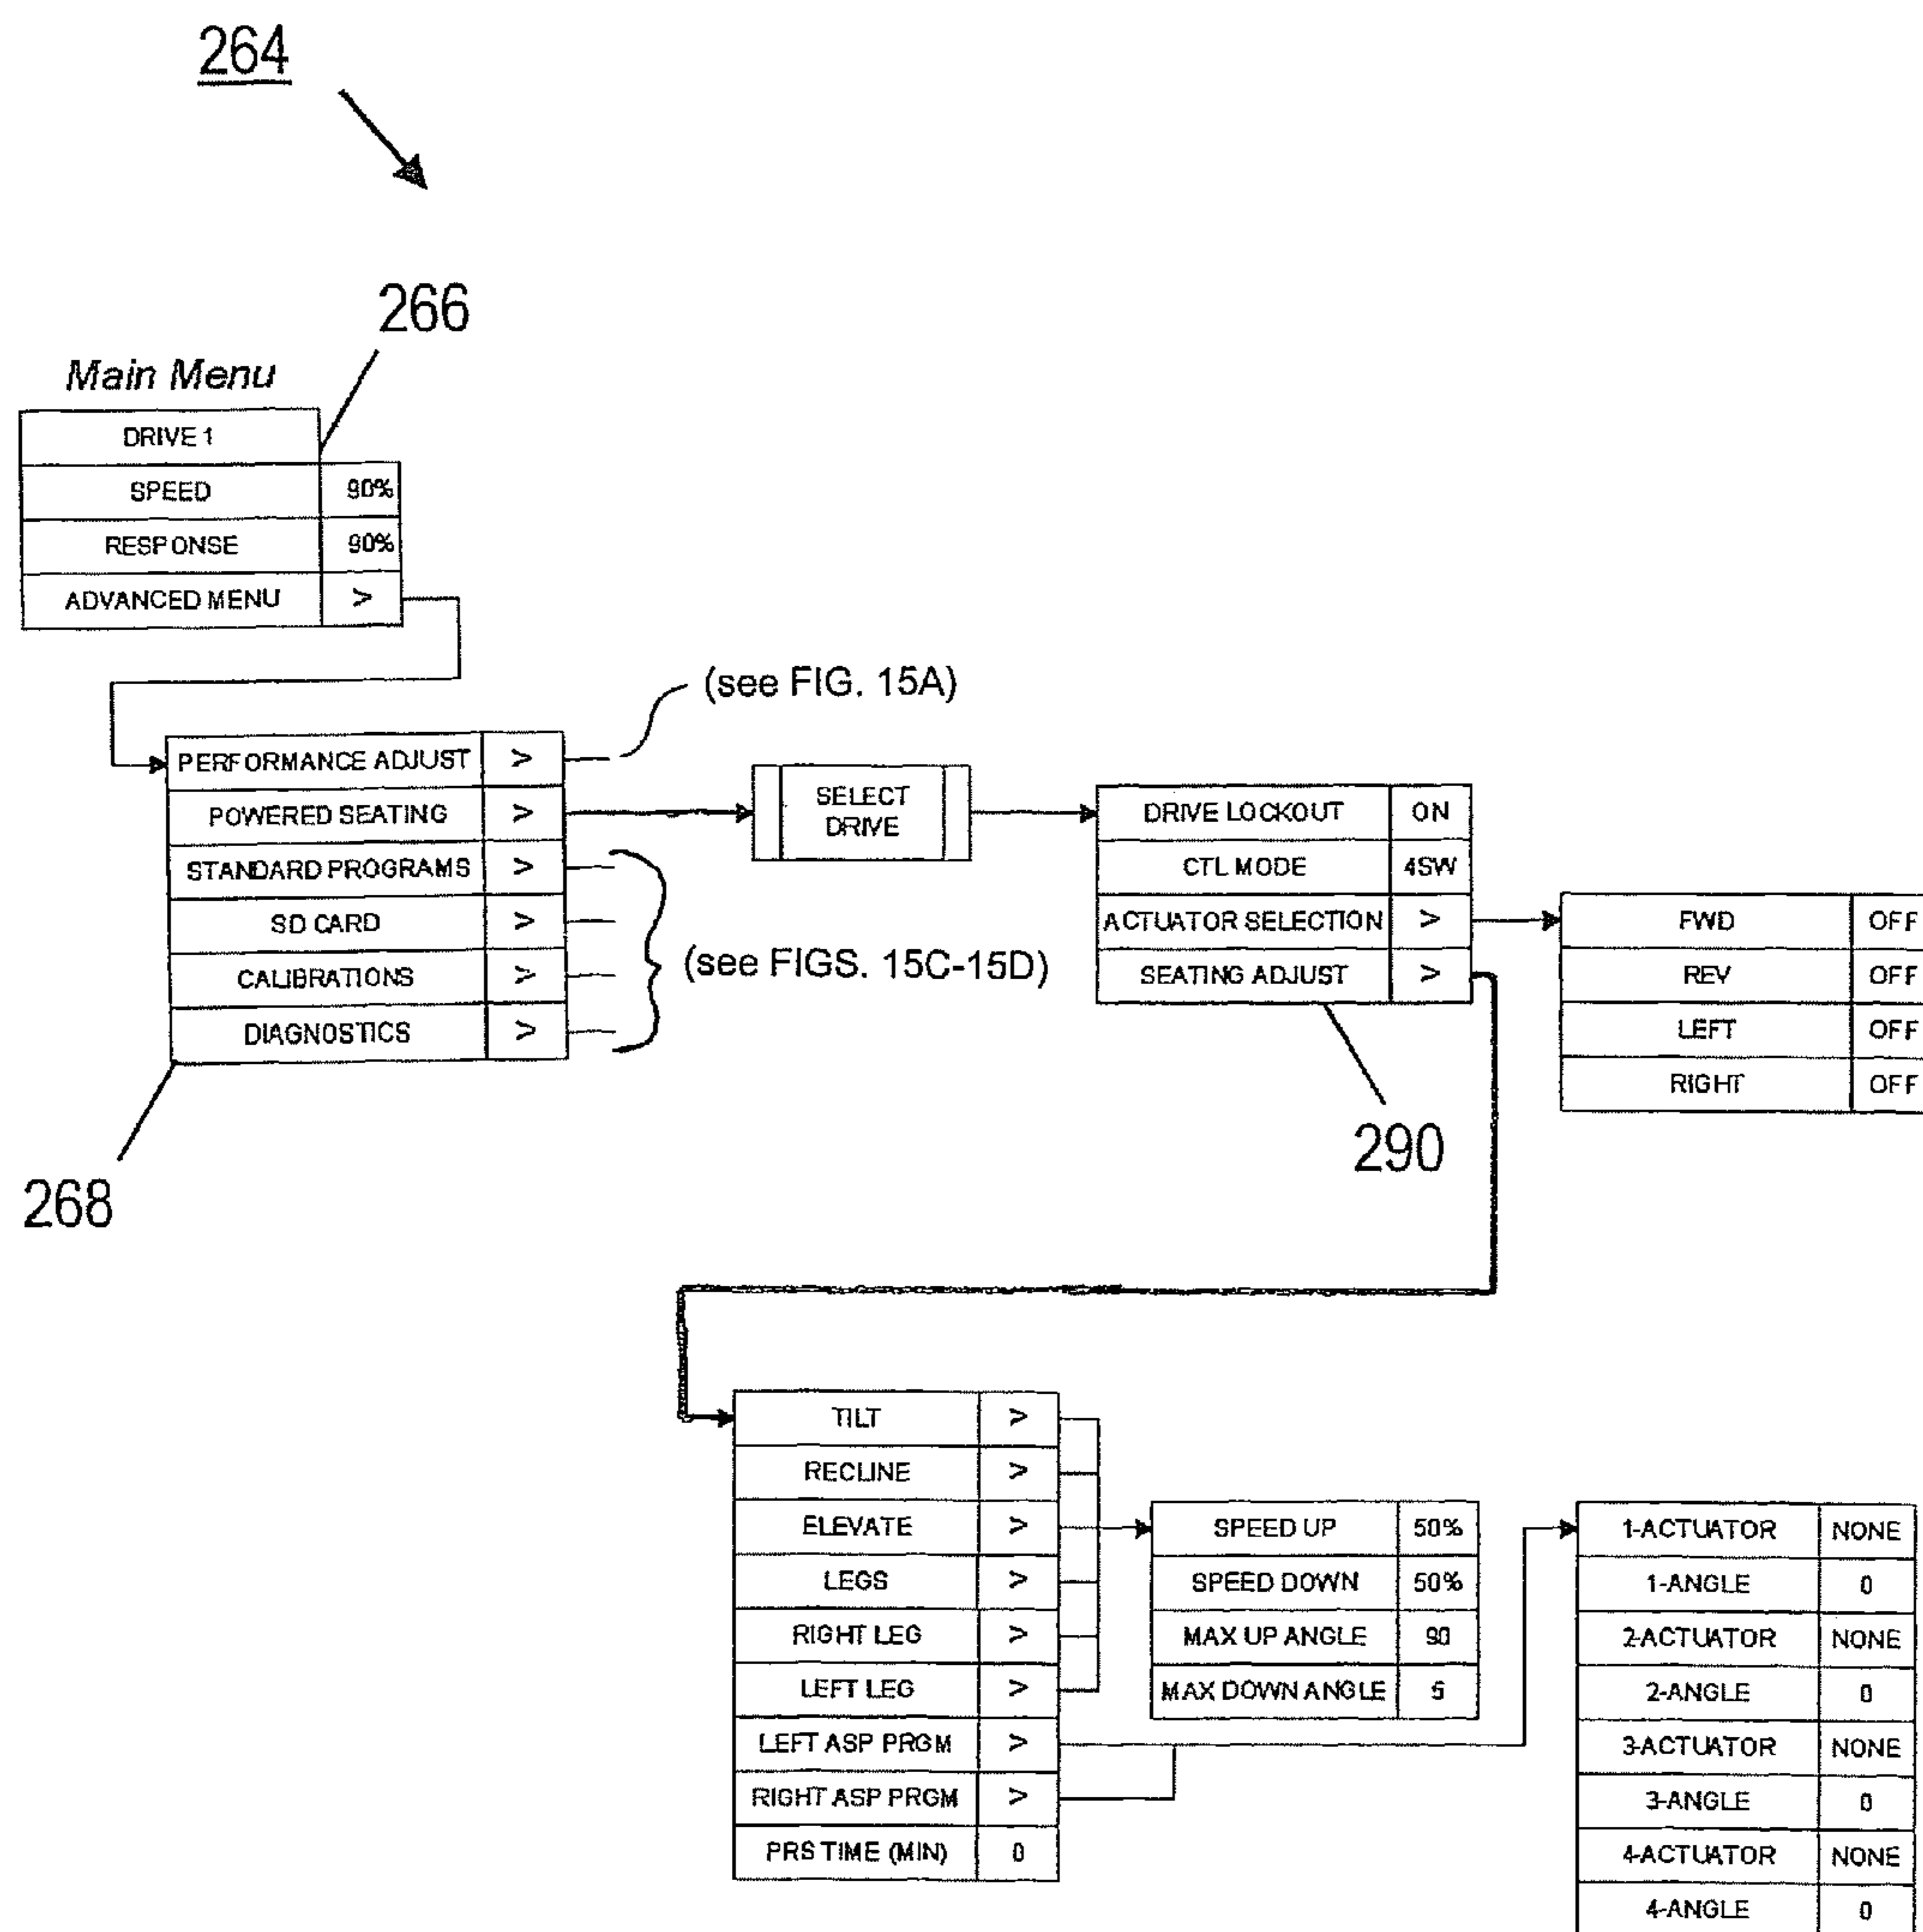 264
266
Main Menu
DRIVE 1
SPEED 90%
RESPONSE 90%
ADVANCED MENU >
(see FIG. 15A)
PERFORMANCE ADJUST >
POWERED SEATING >
STANDARD PROGRAMS >
SD CARD >
CALIBRATIONS >
DIAGNOSTICS >
(see FIGS. 15C-15D)
268
SELECT
DRIVE
DRIVE LOCKOUT ON
CTL MODE 4SW
ACTUATOR SELECTION >
SEATING ADJUST >
290
FWD OFF
REV OFF
LEFT OFF
RIGHT OFF
TILT >
RECLINE >
ELEVATE >
LEGS >
RIGHT LEG >
LEFT LEG >
LEFT ASP PRGM >
RIGHT ASP PRGM >
PRS TIME (MIN) 0
SPEED UP 50%
SPEED DOWN 50%
MAX UP ANGLE 90
MAX DOWN ANGLE 5
1-ACTUATOR NONE
1-ANGLE 0
2-ACTUATOR NONE
2-ANGLE 0
3-ACTUATOR NONE
3-ANGLE 0
4-ACTUATOR NONE
4-ANGLE 0